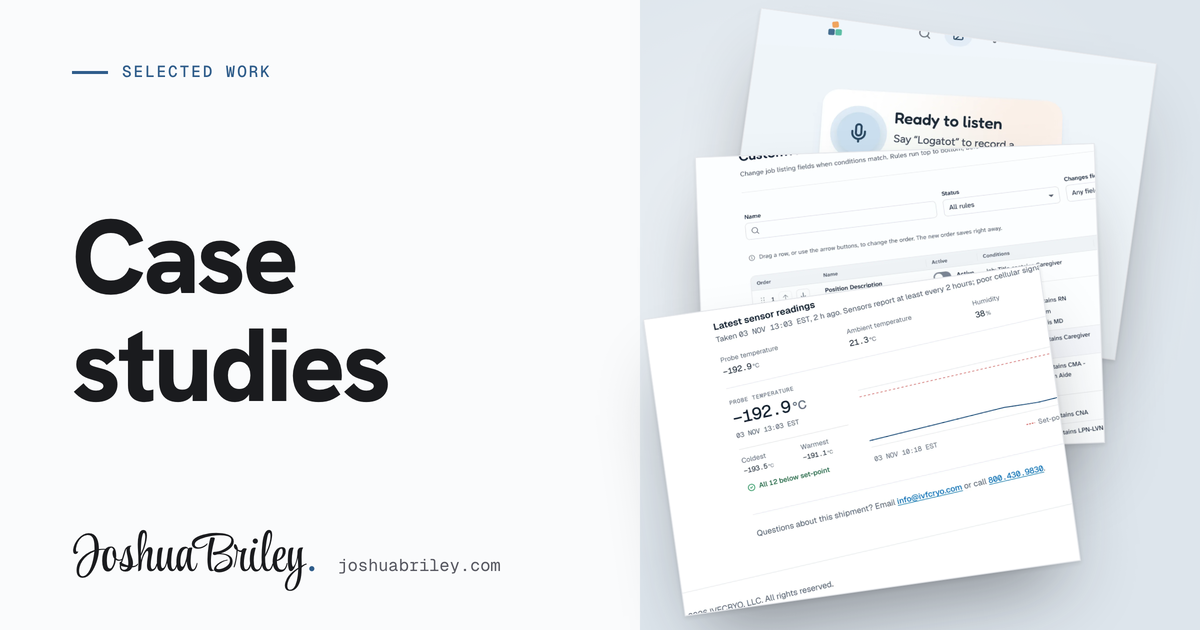 SELECTED WORK
Case
studies
Joshua Briley.
joshuabriley.com
Ready to listen
Say “Logatot” to record a
Change job listing fields when conditions match. Rules run top to bottom,
Name
Status
All rules
Changes
Any
Drag a row, or use the arrow buttons, to change the order. The new order saves right away.
Order
Name
Active
Conditions
1
Position Description
Active
Caregiver
RN
MD
Caregiver
CMA -
Aide
CNA
LPN-LVN
Latest sensor readings
Taken 03 NOV 13:03 EST, 2 h ago. Sensors report at least every 2 hours; poor cellular
Probe temperature
−192.9°C
Ambient temperature
21.3°C
Humidity
38%
PROBE TEMPERATURE
−192.9°C
03 NOV 13:03 EST
Coldest
−193.5°C
Warmest
−191.1°C
All 12 below set-point
03 NOV 10:18 EST
Questions about this shipment? Email info@ivfcryo.com or call 800.430.9830.
IVFCRYO, LLC. All rights reserved.